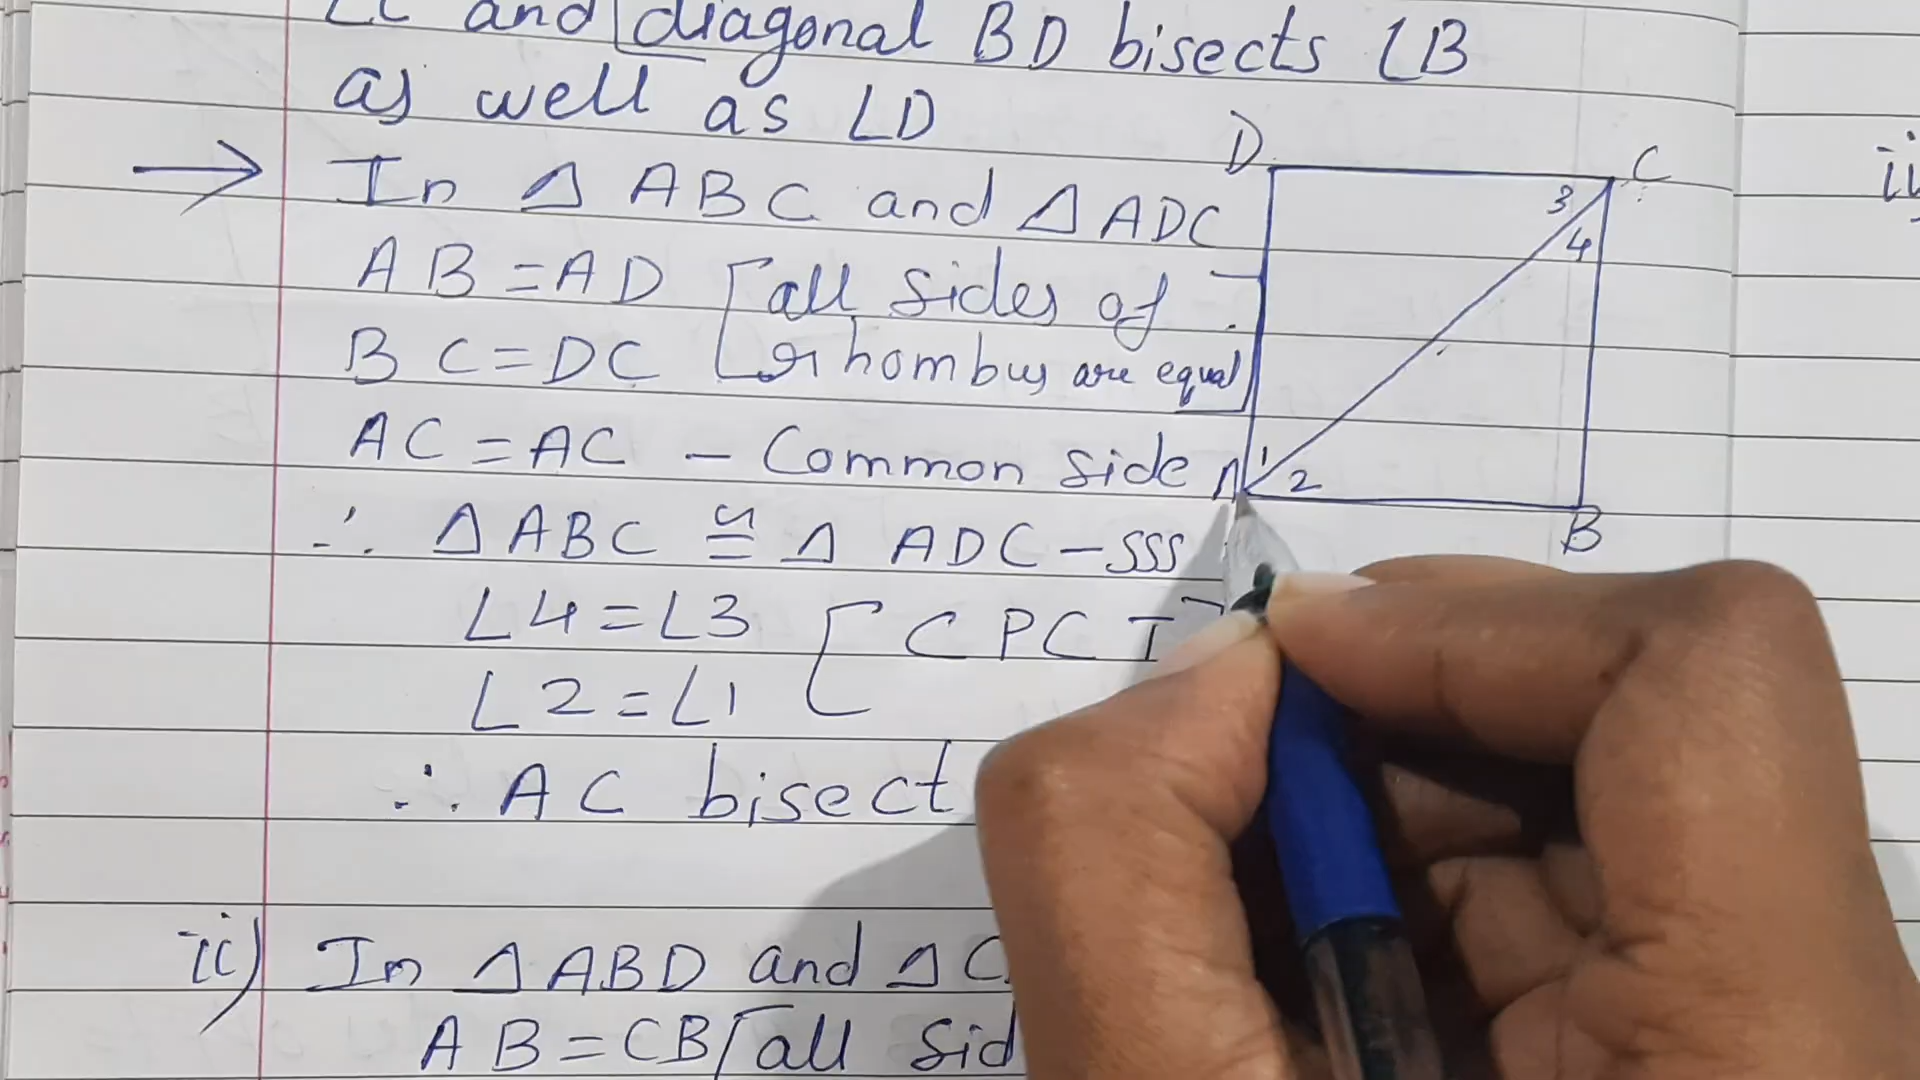 ∠C and diagonal BD bisects ∠B
as well as ∠D
In △ ABC and △ ADC
AB = AD [all sides of
BC = DC [rhombus are equal]
AC = AC - Common side
∴ △ ABC ≅ △ ADC - SSS
∠4 = ∠3 [CPCT]
∠2 = ∠1
∴ AC bisect
ii) In △ ABD and △ C
AB = CB [all sid
D
C
3
4
1
2
A
B